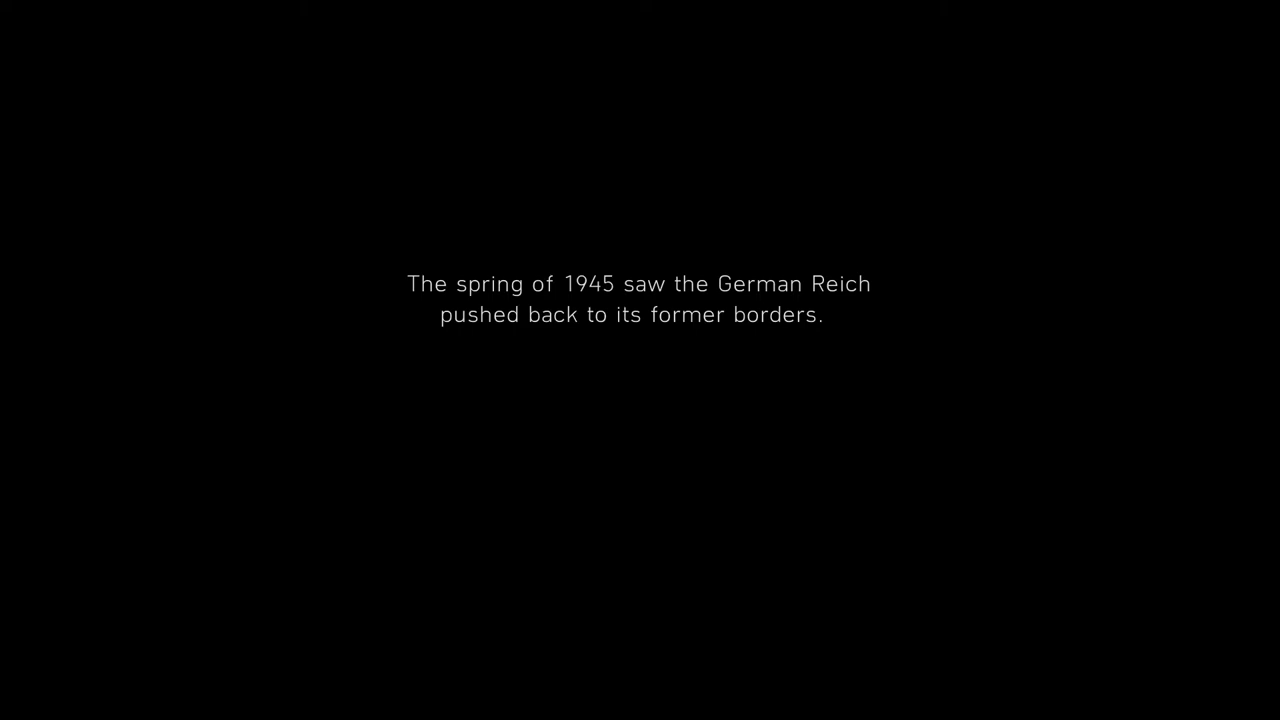 The spring of 1945 saw the German Reich
pushed back to its former borders.